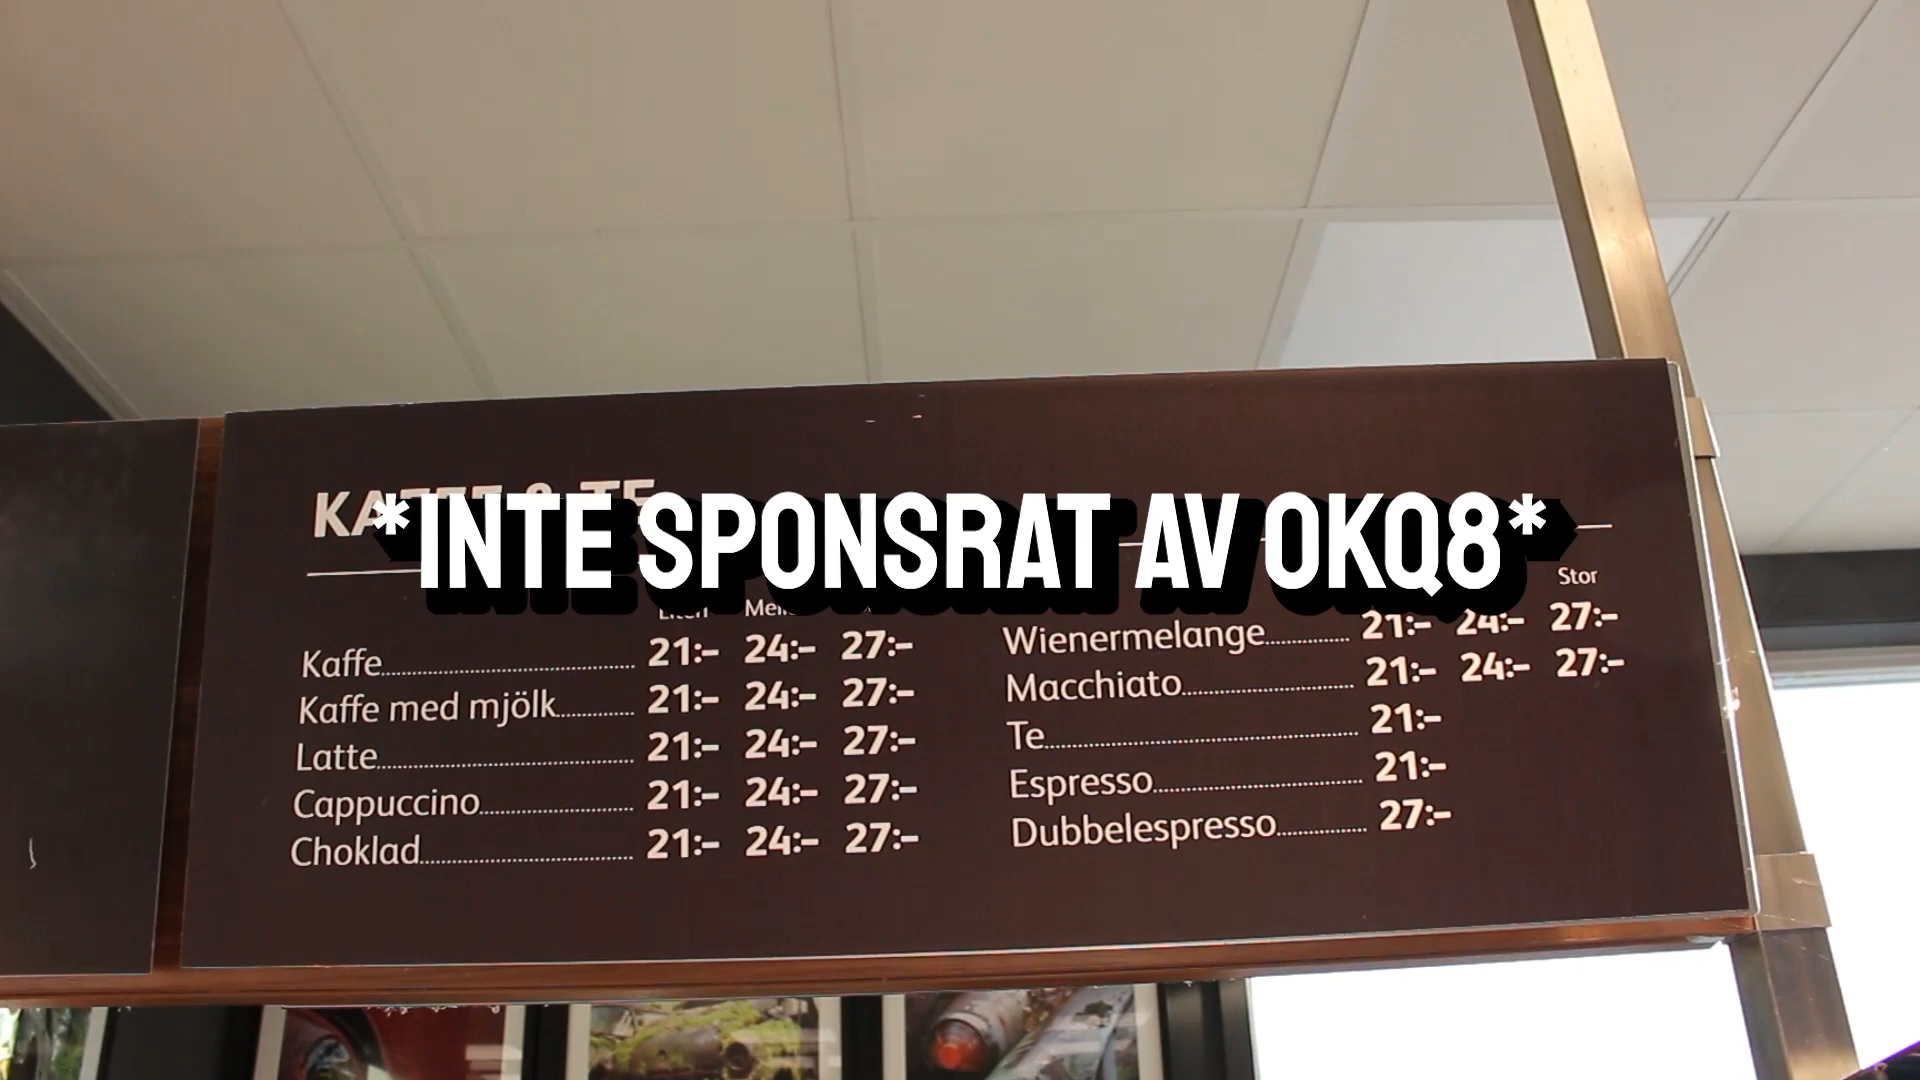 *INTE SPONSRAT AV OKQ8*
Stor
Kaffe 21:- 24:- 27:-
Kaffe med mjölk 21:- 24:- 27:-
Latte 21:- 24:- 27:-
Cappuccino 21:- 24:- 27:-
Choklad 21:- 24:- 27:-
Wienermelange 21:- 24:- 27:-
Macchiato 21:- 24:- 27:-
Te 21:-
Espresso 21:-
Dubbelespresso 27:-